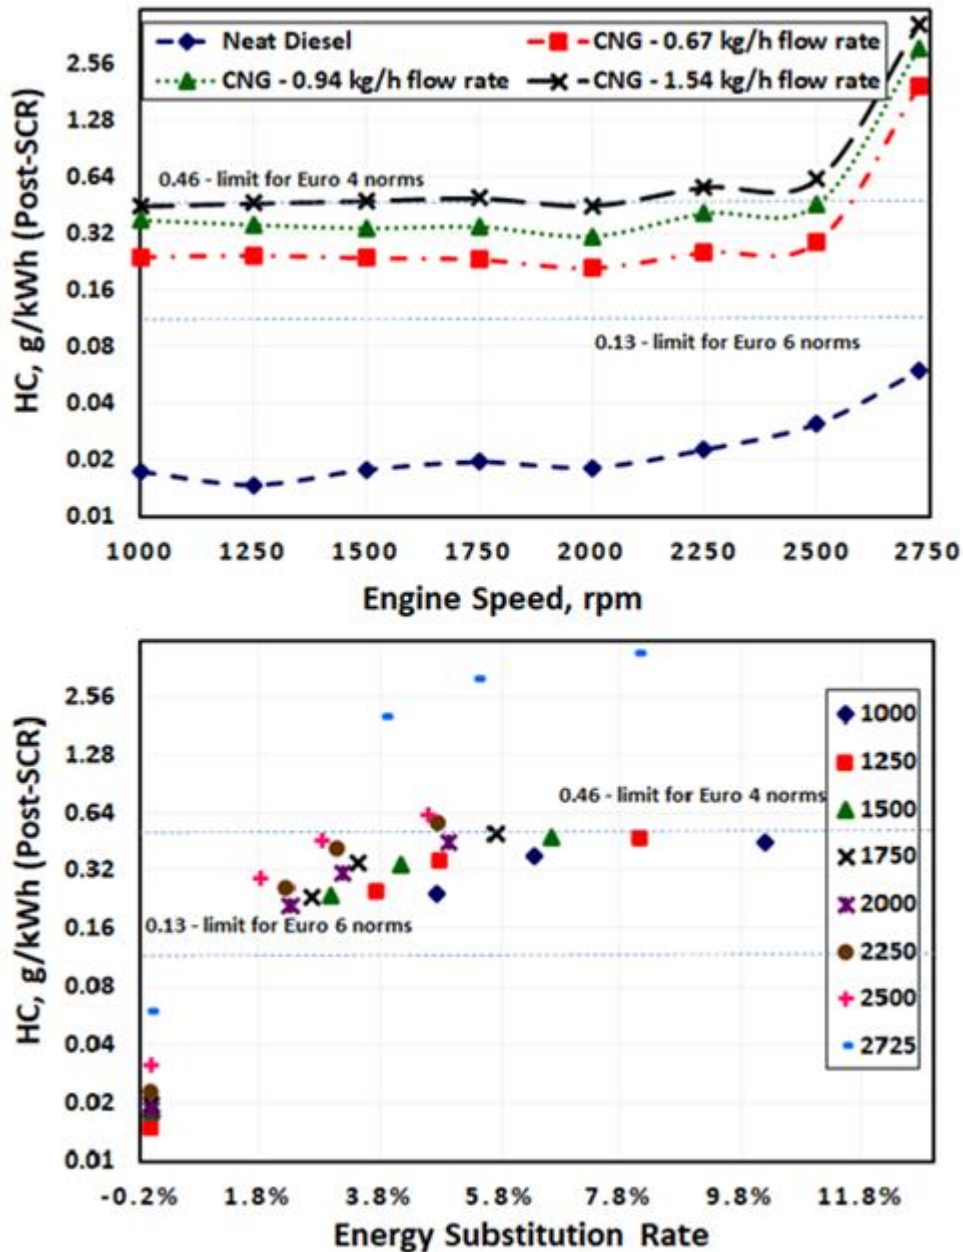 Neat Diesel
CNG - 0.67 kg/h flow rate
CNG - 0.94 kg/h flow rate
CNG - 1.54 kg/h flow rate
HC, g/kWh (Post-SCR)
2.56
1.28
0.64
0.32
0.16
0.08
0.04
0.02
0.01
0.46 - limit for Euro 4 norms
0.13 - limit for Euro 6 norms
1000 1250 1500 1750 2000 2250 2500 2750
Engine Speed, rpm
HC, g/kWh (Post-SCR)
2.56
1.28
0.64
0.32
0.16
0.08
0.04
0.02
0.01
0.46 - limit for Euro 4 norms
0.13 - limit for Euro 6 norms
1000
1250
1500
1750
2000
2250
2500
2725
-0.2% 1.8% 3.8% 5.8% 7.8% 9.8% 11.8%
Energy Substitution Rate